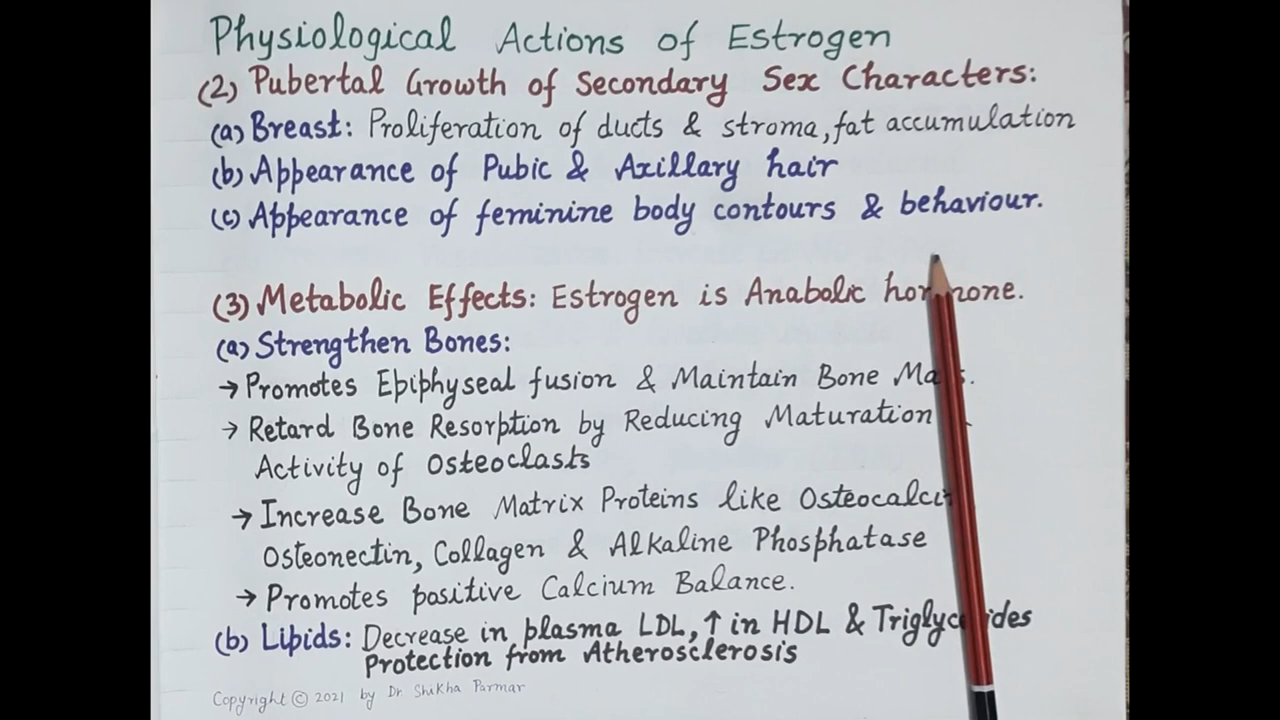 Physiological Actions of Estrogen
(2) Pubertal Growth of Secondary Sex Characters:
(a) Breast: Proliferation of ducts & stroma, fat accumulation
(b) Appearance of Pubic & Axillary hair
(c) Appearance of feminine body contours & behaviour.
(3) Metabolic Effects: Estrogen is Anabolic hormone.
(a) Strengthen Bones:
→ Promotes Epiphyseal fusion & Maintain Bone Mass.
→ Retard Bone Resorption by Reducing Maturation
Activity of Osteoclasts
→ Increase Bone Matrix Proteins like Osteocalcin
Osteonectin, Collagen & Alkaline Phosphatase
→ Promotes positive Calcium Balance.
(b) Lipids: Decrease in plasma LDL, ↑ in HDL & Triglycerides
Protection from Atherosclerosis
Copyright © 2021 by Dr Shikha Parmar